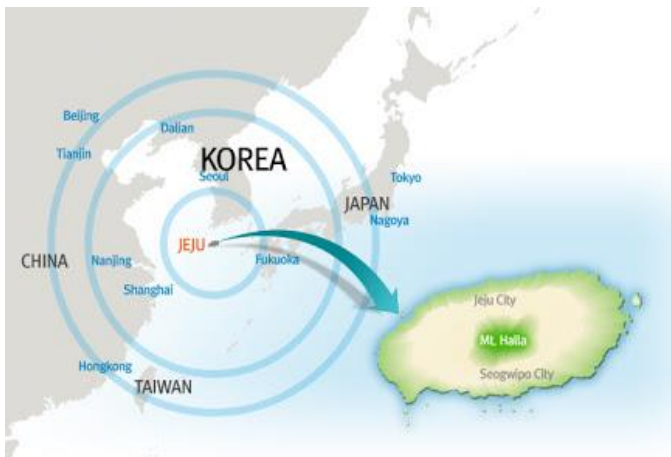 Beijing
Dalian
Tianjin
KOREA
Seoul
Tokyo
JAPAN
Nagoya
JEJU
CHINA
Nanjing
Fukuoka
Shanghai
Jeju City
Mt. Halla
Hongkong
Seogwipo City
TAIWAN